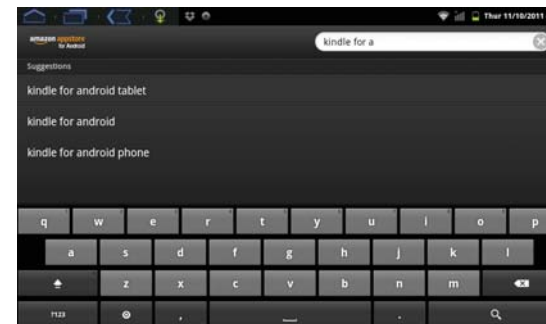 Thur 11/10/2011
amazon appstore
for Android
kindle for a
Suggestions
kindle for android tablet
kindle for android
kindle for android phone
q w e r t y u i o p
a s d f g h j k l
z x c v b n m
?123 , .